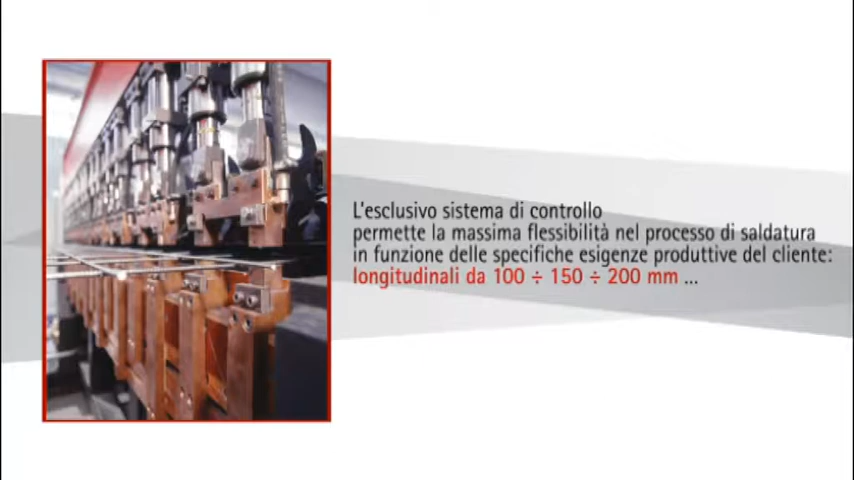 L'esclusivo sistema di controllo
permette la massima flessibilità nel processo di saldatura
in funzione delle specifiche esigenze produttive del cliente:
longitudinali da 100 ÷ 150 ÷ 200 mm ...